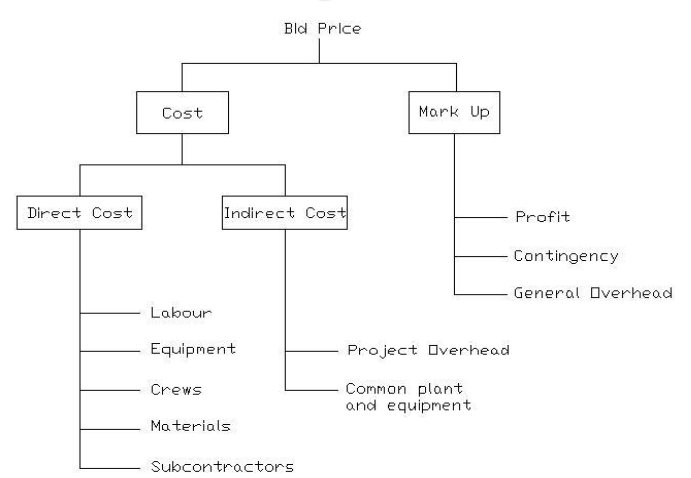 Bid Price
Cost
Mark Up
Direct Cost
Indirect Cost
Profit
Contingency
General Overhead
Labour
Equipment
Project Overhead
Crews
Common plant
and equipment
Materials
Subcontractors